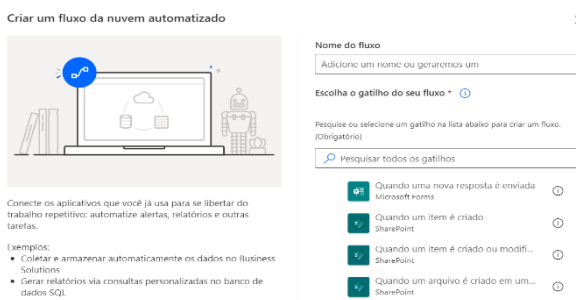 Criar um fluxo da nuvem automatizado
Conecte os aplicativos que você já usa para se libertar do
trabalho repetitivo: automatize alertas, relatórios e outras
tarefas.
Exemplos:
• Coletar e armazenar automaticamente os dados no Business
Solutions
• Gerar relatórios via consultas personalizadas no banco de
dados SQL
Nome do fluxo
Adicione um nome ou geraremos um
Escolha o gatilho do seu fluxo *
Pesquise ou selecione um gatilho na lista abaixo para criar um fluxo.
(Obrigatório)
Pesquisar todos os gatilhos
Quando uma nova resposta é enviada
Microsoft Forms
Quando um item é criado
SharePoint
Quando um item é criado ou modifi...
SharePoint
Quando um arquivo é criado em um...
SharePoint